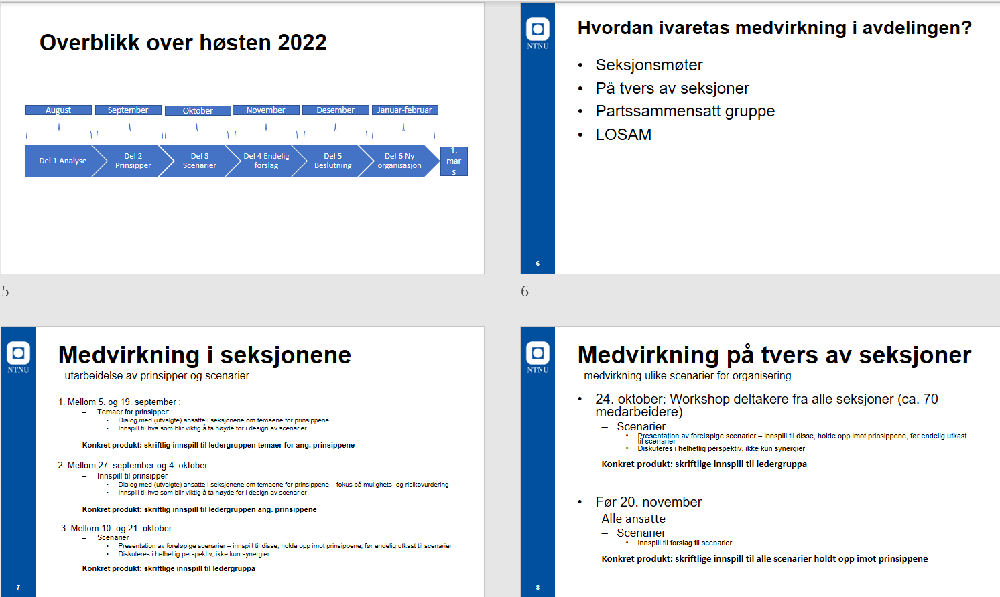 Overblikk over høsten 2022
August
September
Oktober
November
Desember
Januar-februar
Del 1 Analyse
Del 2
Prinsipper
Del 3
Scenarier
Del 4 Endelig
forslag
Del 5
Beslutning
Del 6 Ny
organisasjon
1.
mar
s
5
NTNU
Hvordan ivaretas medvirkning i avdelingen?
• Seksjonsmøter
• På tvers av seksjoner
• Partssammensatt gruppe
• LOSAM
6
6
NTNU
Medvirkning i seksjonene
- utarbeidelse av prinsipper og scenarier
1. Mellom 5. og 19. september :
– Temaer for prinsipper:
• Dialog med (utvalgte) ansatte i seksjonene om temaene for prinsippene
• Innspill til hva som blir viktig å ta høyde for i design av scenarier
Konkret produkt: skriftlig innspill til ledergruppen temaer for ang. prinsippene
2. Mellom 27. september og 4. oktober
– Innspill til prinsipper
• Dialog med (utvalgte) ansatte i seksjonene om temaene for prinsippene – fokus på mulighets- og risikovurdering
• Innspill til hva som blir viktig å ta høyde for i design av scenarier
Konkret produkt: skriftlig innspill til ledergruppen ang. prinsippene
3. Mellom 10. og 21. oktober
– Scenarier
• Presentation av foreløpige scenarier – innspill til disse, holde opp imot prinsippene, før endelig utkast til scenarier
• Diskuteres i helhetlig perspektiv, ikke kun synergier
Konkret produkt: skriftlige innspill til ledergruppa
7
NTNU
Medvirkning på tvers av seksjoner
- medvirkning ulike scenarier for organisering
• 24. oktober: Workshop deltakere fra alle seksjoner (ca. 70
medarbeidere)
– Scenarier
• Presentation av foreløpige scenarier – innspill til disse, holde opp imot prinsippene, før endelig utkast
til scenarier
• Diskuteres i helhetlig perspektiv, ikke kun synergier
Konkret produkt: skriftlige innspill til ledergruppa
• Før 20. november
Alle ansatte
– Scenarier
• Innspill til forslag til scenarier
Konkret produkt: skriftlige innspill til alle scenarier holdt opp imot prinsippene
8